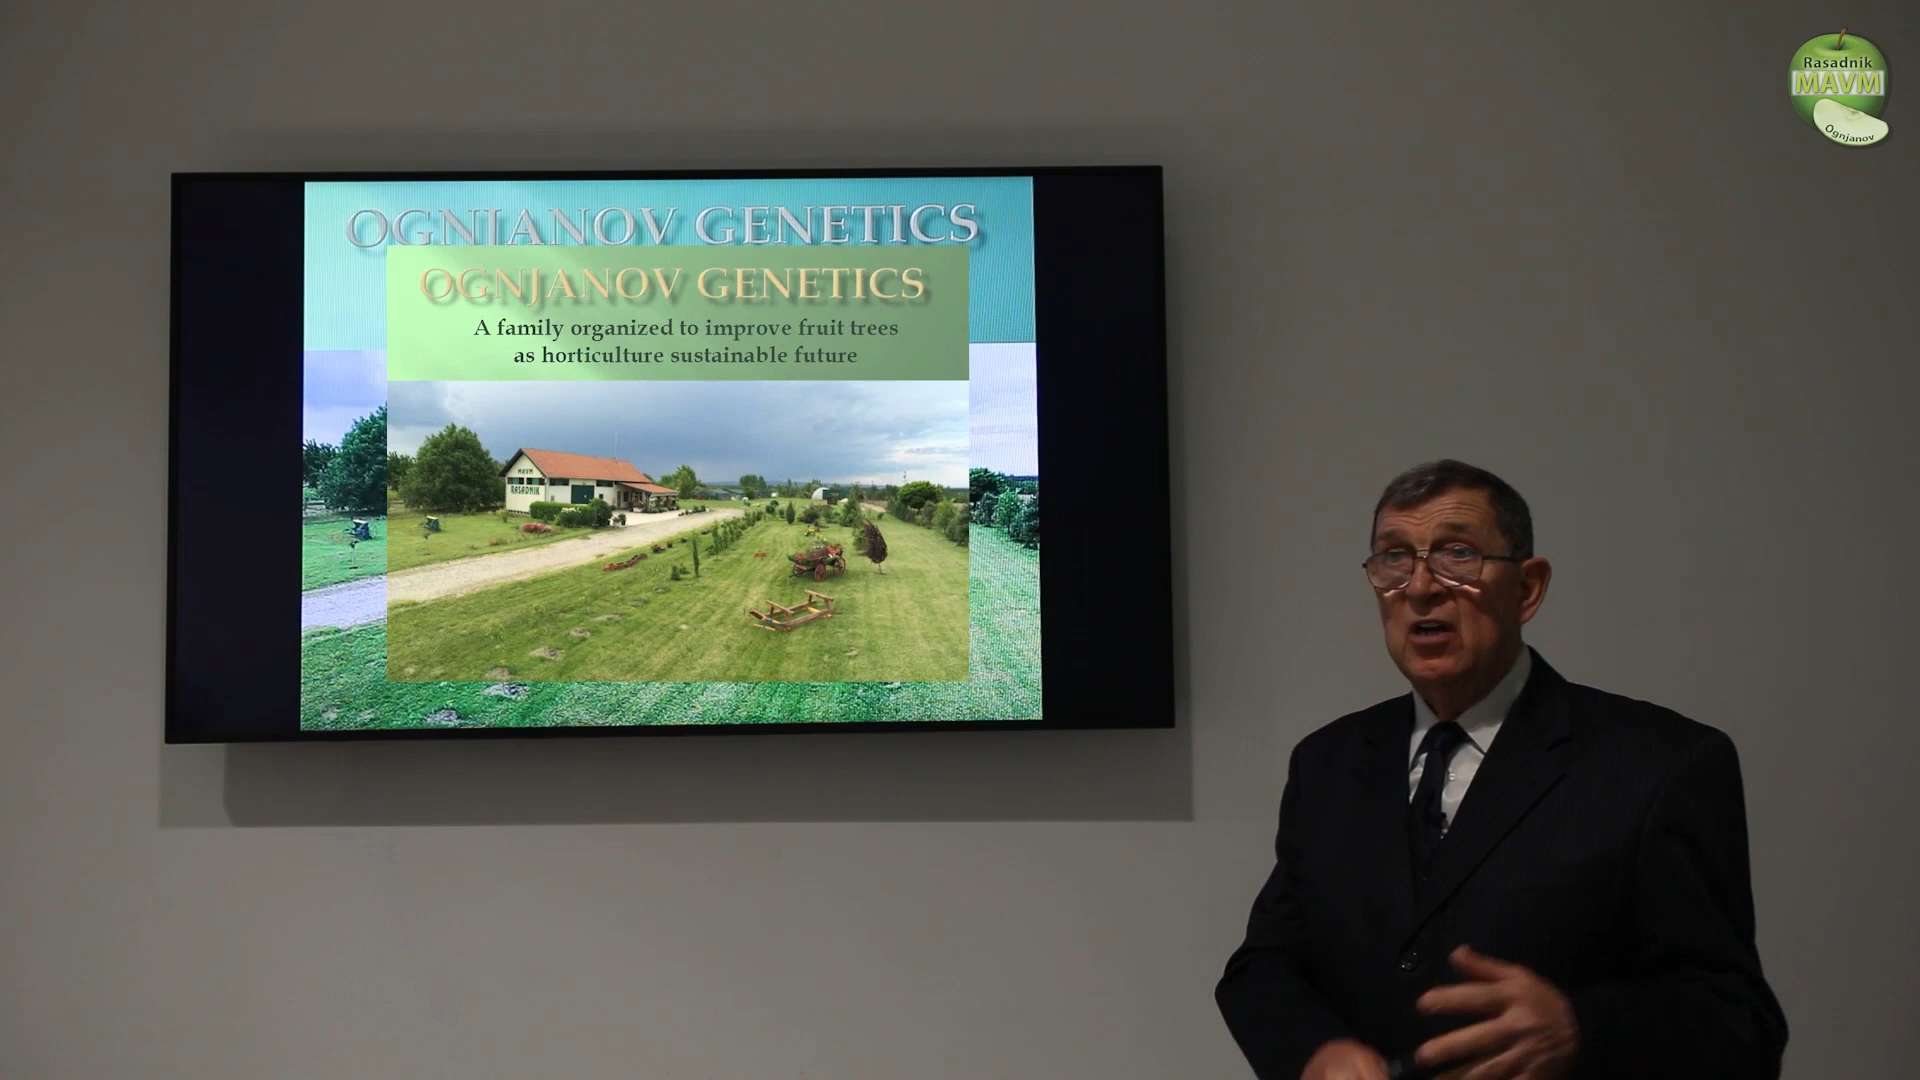 Rasadnik
MAVM
Ognjanov
OGNJANOV GENETICS
OGNJANOV GENETICS
A family organized to improve fruit trees
as horticulture sustainable future
MAVM
RASADNIK